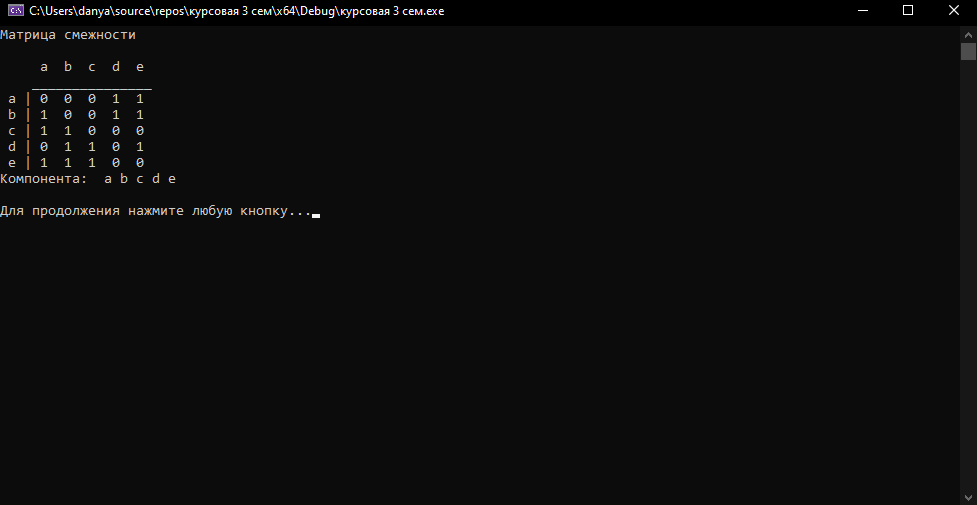 C:\Users\danya\source\repos\курсовая 3 сем\x64\Debug\курсовая 3 сем.exe
Матрица смежности
a b c d e
_______________
a | 0 0 0 1 1
b | 1 0 0 1 1
c | 1 1 0 0 0
d | 0 1 1 0 1
e | 1 1 1 0 0
Компонента: a b c d e
Для продолжения нажмите любую кнопку...